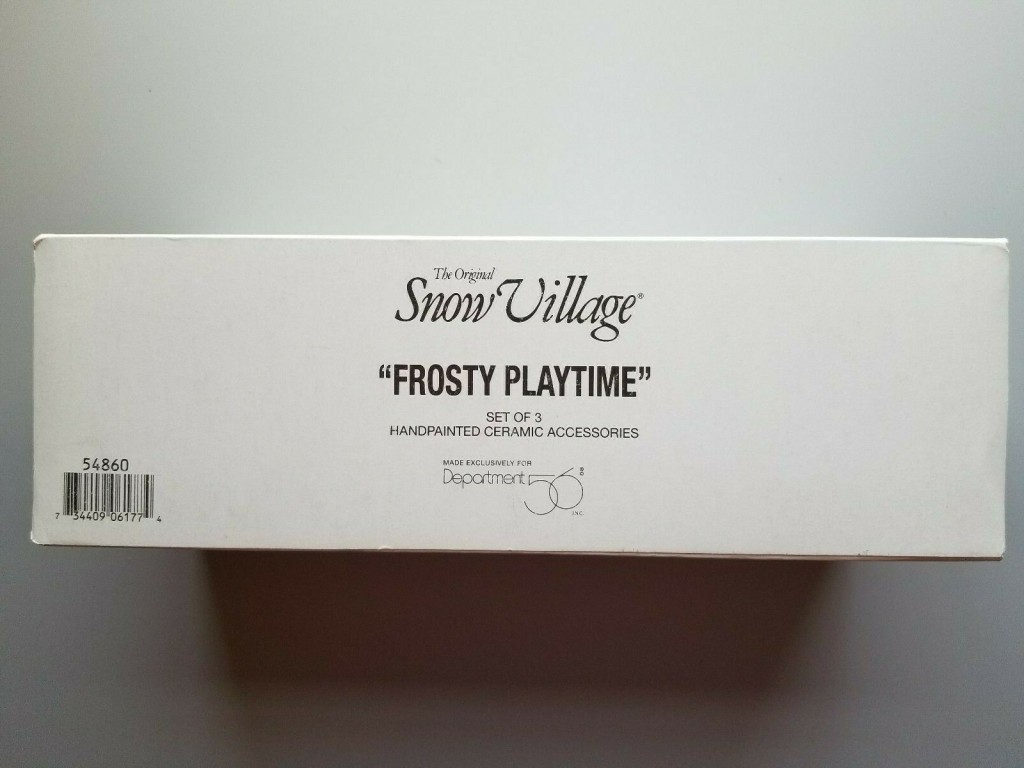 The Original
Snow Village®
“FROSTY PLAYTIME”
SET OF 3
HANDPAINTED CERAMIC ACCESSORIES
MADE EXCLUSIVELY FOR
Department 56®
INC.
54860
7 34409 06177 4